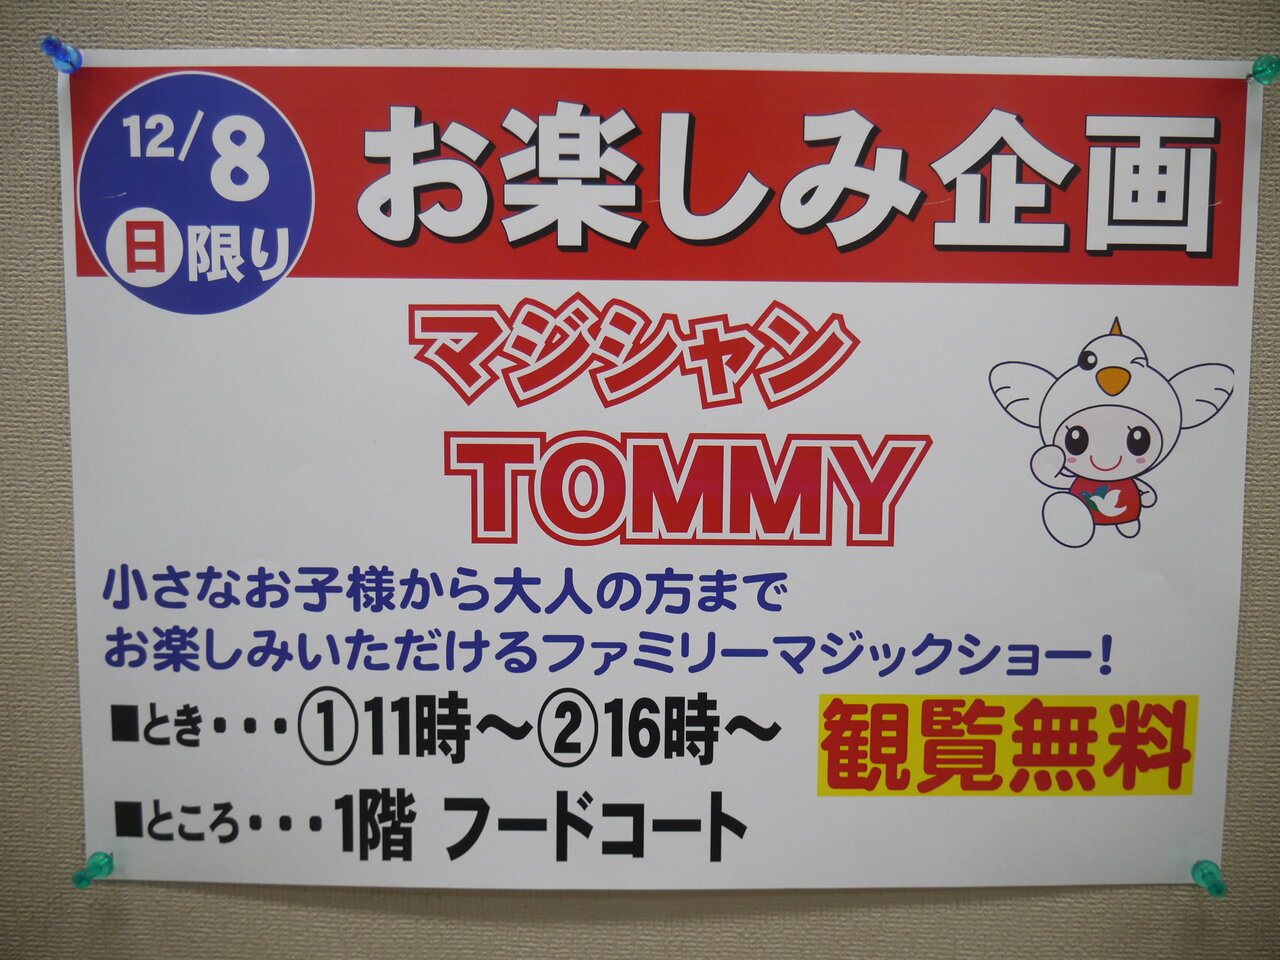 12/8
日限り
お楽しみ企画
マジシャン
TOMMY
小さなお子様から大人の方まで
お楽しみいただけるファミリーマジックショー!
■とき・・・①11時～②16時～
観覧無料
■ところ・・・1階 フードコート